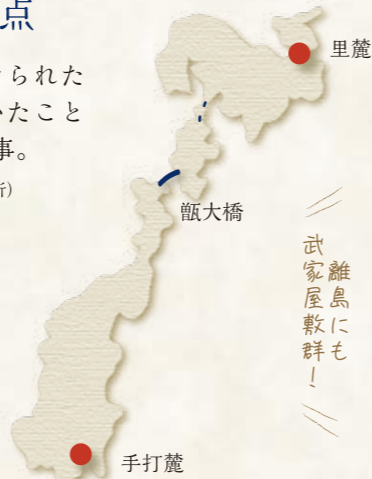 点
られた
たこと
事。
里麓
甑大橋
離島にも
武家屋敷群！
手打麓